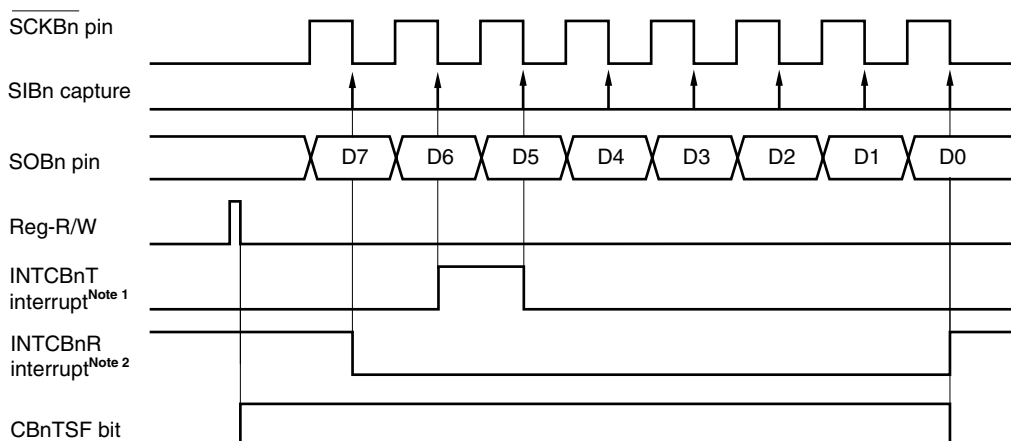 SCKBn pin
SIBn capture
SOBn pin
D7 D6 D5 D4 D3 D2 D1 D0
Reg-R/W
INTCBnT
interruptNote 1
INTCBnR
interruptNote 2
CBnTSF bit